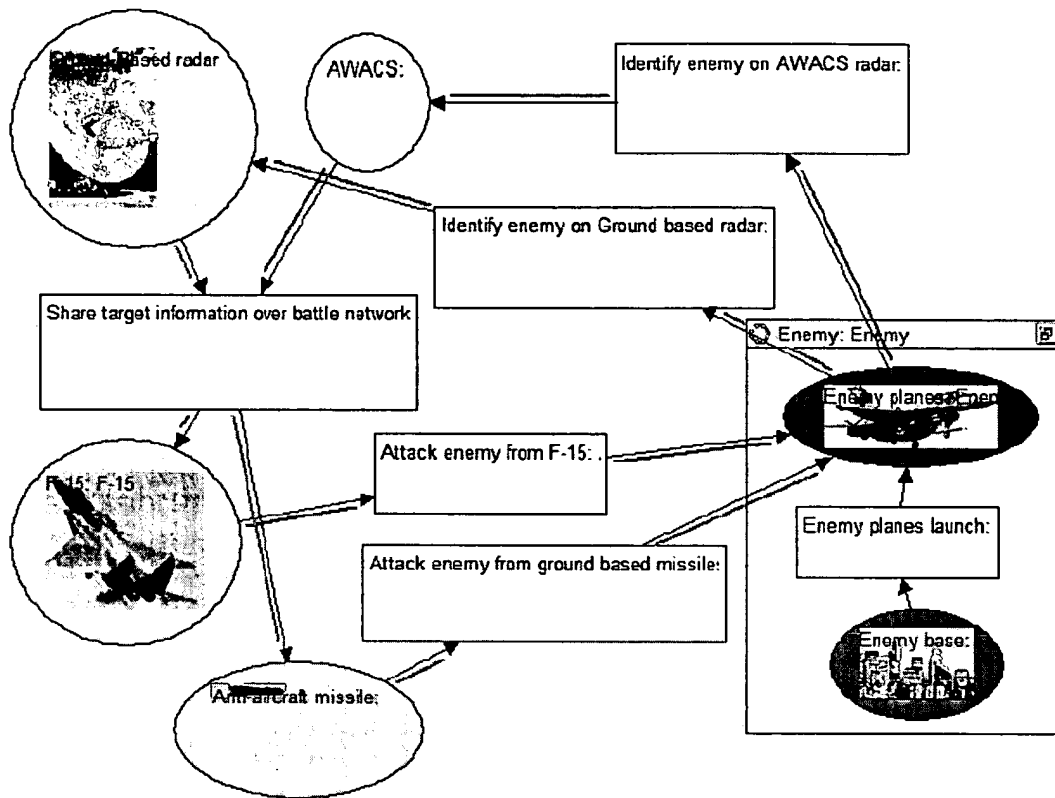 Ground Based radar
AWACS:
Identify enemy on AWACS radar:
Identify enemy on Ground based radar:
Share target information over battle network
Enemy: Enemy
Enemy planes: Enen
Attack enemy from F-15: .
F-15: F-15
Enemy planes launch:
Attack enemy from ground based missile:
Enemy base:
Anti-aircraft missile: